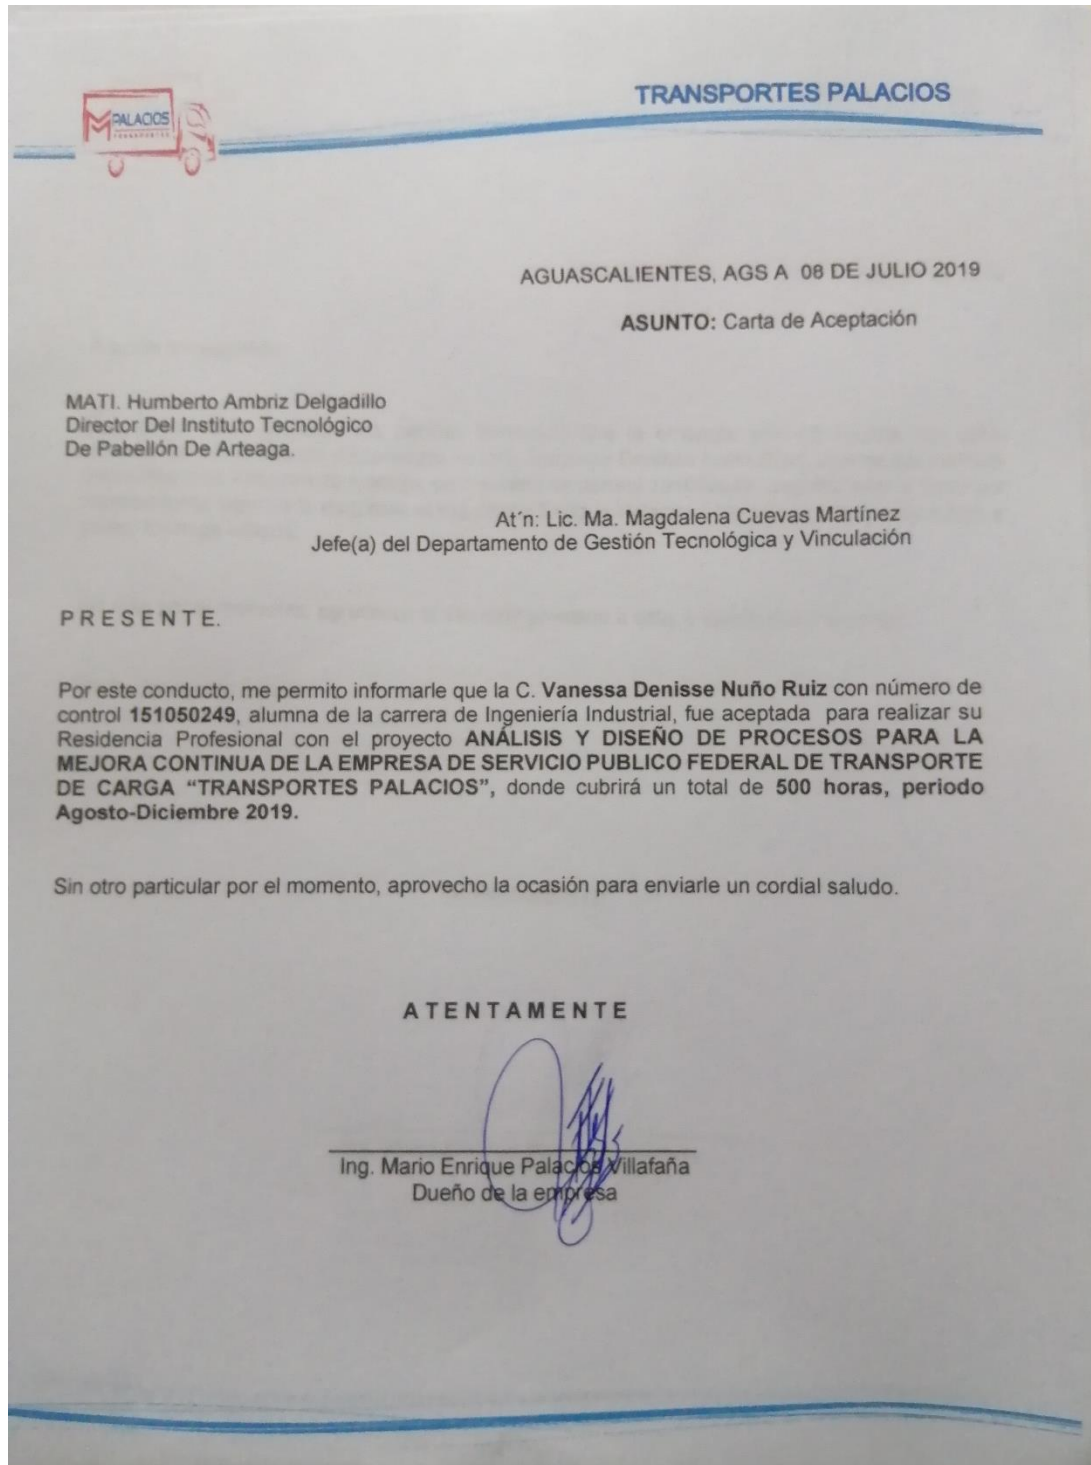 PALACIOS
TRANSPORTES
TRANSPORTES PALACIOS
AGUASCALIENTES, AGS A  08 DE JULIO 2019
ASUNTO: Carta de Aceptación
MATI. Humberto Ambriz Delgadillo
Director Del Instituto Tecnológico
De Pabellón De Arteaga.
At´n: Lic. Ma. Magdalena Cuevas Martínez
Jefe(a) del Departamento de Gestión Tecnológica y Vinculación
P R E S E N T E.
Por este conducto, me permito informarle que la C. Vanessa Denisse Nuño Ruiz con número de
control 151050249, alumna de la carrera de Ingeniería Industrial, fue aceptada  para realizar su
Residencia Profesional con el proyecto ANÁLISIS Y DISEÑO DE PROCESOS PARA LA
MEJORA CONTINUA DE LA EMPRESA DE SERVICIO PUBLICO FEDERAL DE TRANSPORTE
DE CARGA “TRANSPORTES PALACIOS”, donde cubrirá un total de 500 horas, periodo
Agosto-Diciembre 2019.
Sin otro particular por el momento, aprovecho la ocasión para enviarle un cordial saludo.
A T E N T A M E N T E
Ing. Mario Enrique Palacios Villafaña
Dueño de la empresa